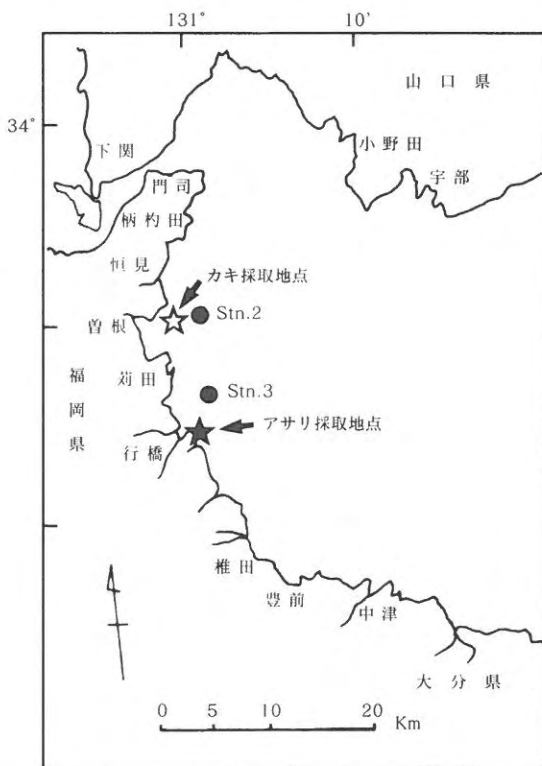 131° 10'
山口県
34°
小野田
下関
宇部
門司
柄杓田
恒見
カキ採取地点
Stn.2
曽根
苅田
Stn.3
福岡県
アサリ採取地点
行橋
椎田
豊前
中津
大分県
0 5 10 20
Km